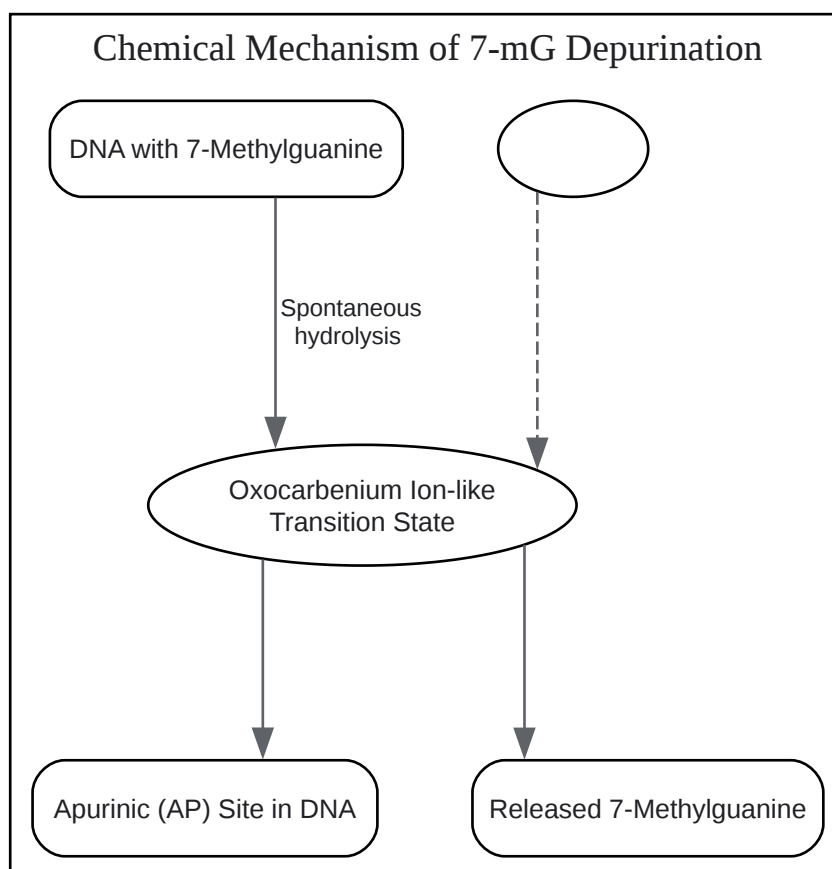 Chemical Mechanism of 7-mG Depurination
DNA with 7-Methylguanine
Spontaneous
hydrolysis
Oxocarbenium Ion-like
Transition State
Apurinic (AP) Site in DNA
Released 7-Methylguanine